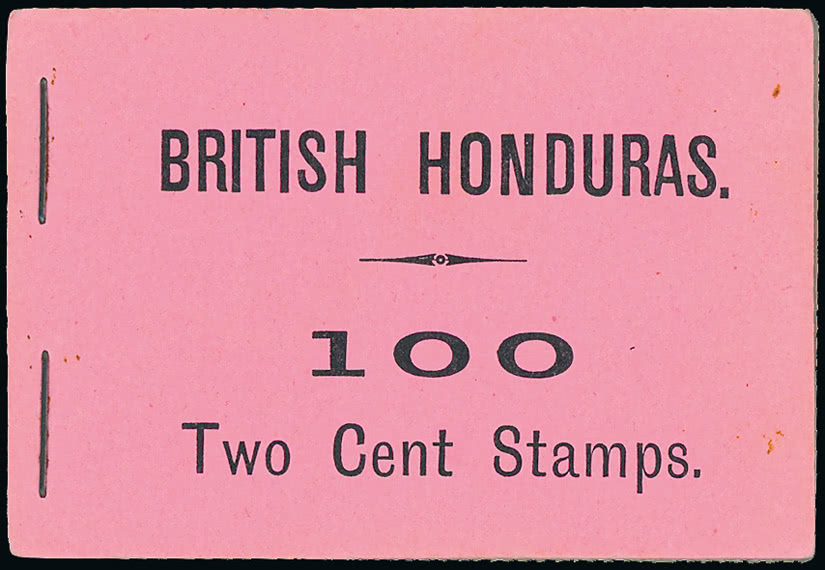 BRITISH HONDURAS.
100
Two Cent Stamps.